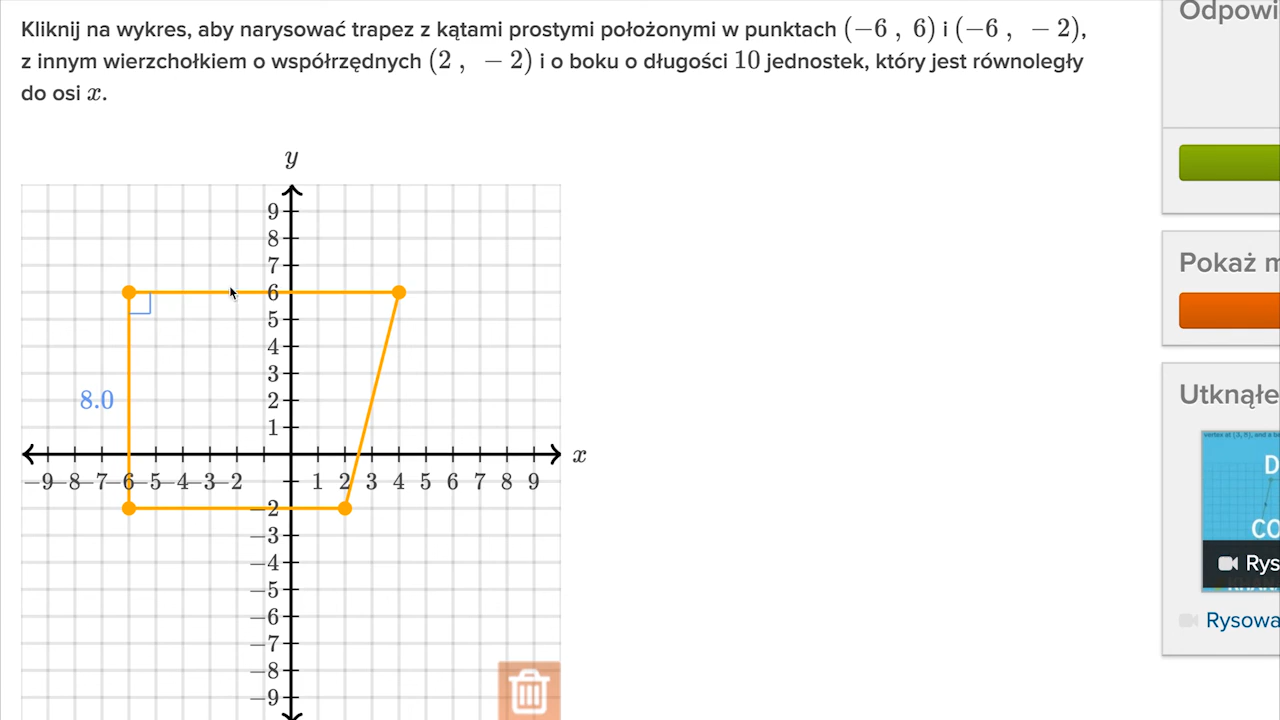 Kliknij na wykres, aby narysować trapez z kątami prostymi położonymi w punktach (−6 , 6) i (−6 , −2),
z innym wierzchołkiem o współrzędnych (2 , −2) i o boku o długości 10 jednostek, który jest równoległy
do osi x.
Odpowi
y
9
8
7
6
5
4
3
2
1
8.0
x
−9 −8 −7 −6 −5 −4 −3 −2 1 2 3 4 5 6 7 8 9
−2
−3
−4
−5
−6
−7
−8
−9
Pokaż m
Utknąłe
D
CO
Rys
Rysowa